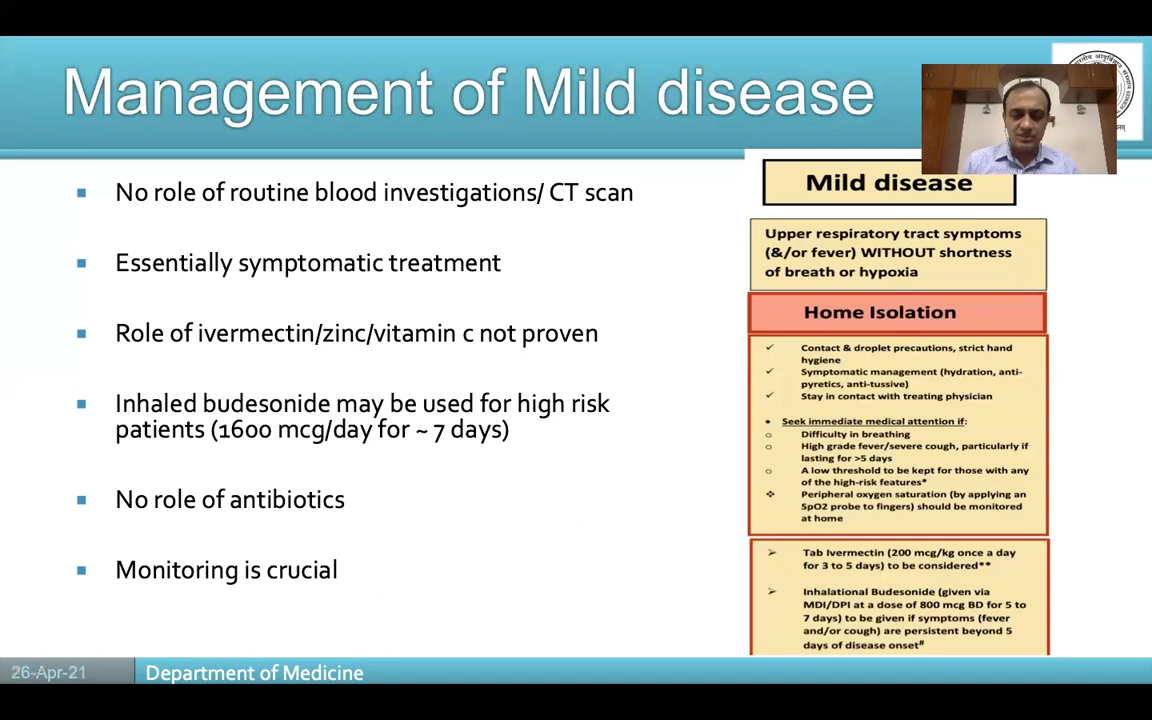 Management of Mild disease
No role of routine blood investigations/ CT scan
Essentially symptomatic treatment
Role of ivermectin/zinc/vitamin c not proven
Inhaled budesonide may be used for high risk
patients (1600 mcg/day for ~ 7 days)
No role of antibiotics
Monitoring is crucial
Mild disease
Upper respiratory tract symptoms
(&/or fever) WITHOUT shortness
of breath or hypoxia
Home Isolation
Contact & droplet precautions, strict hand
hygiene
Symptomatic management (hydration, anti-
pyretics, anti-tussive)
Stay in contact with treating physician
Seek immediate medical attention if:
Difficulty in breathing
High grade fever/severe cough, particularly if
lasting for >5 days
A low threshold to be kept for those with any
of the high-risk features*
Peripheral oxygen saturation (by applying an
SpO2 probe to fingers) should be monitored
at home
Tab Ivermectin (200 mcg/kg once a day
for 3 to 5 days) to be considered**
Inhalational Budesonide (given via
MDI/DPI at a dose of 800 mcg BD for 5 to
7 days) to be given if symptoms (fever
and/or cough) are persistent beyond 5
days of disease onset#
26-Apr-21
Department of Medicine